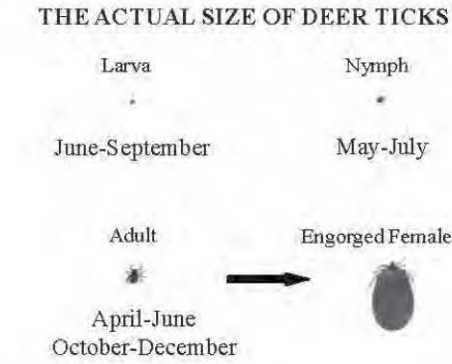 THE ACTUAL SIZE OF DEER TICKS
Larva
Nymph
June-September
May-July
Adult
Engorged Female
April-June
October-December